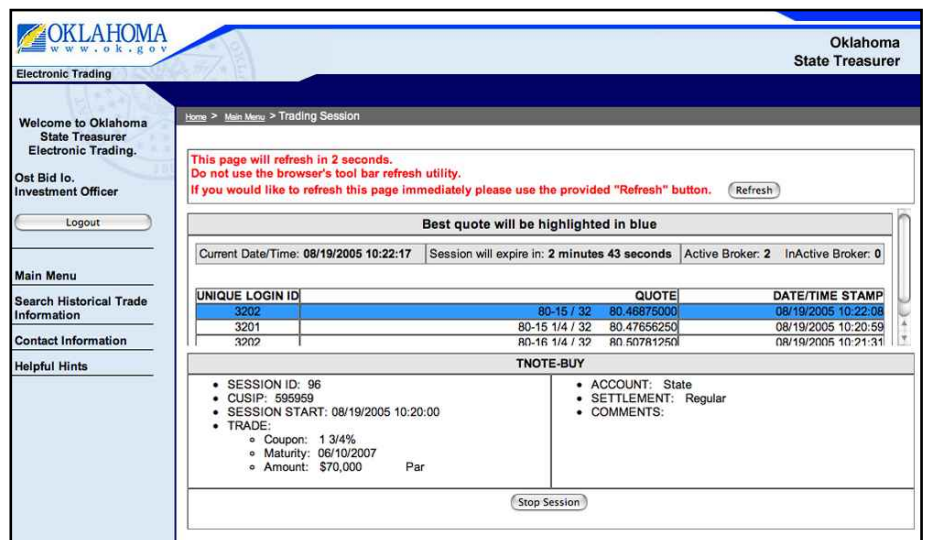 OKLAHOMA
www.ok.gov
Electronic Trading
Oklahoma
State Treasurer
Welcome to Oklahoma
State Treasurer
Electronic Trading.
Ost Bid Io.
Investment Officer
Logout
Main Menu
Search Historical Trade
Information
Contact Information
Helpful Hints
Home > Main Menu > Trading Session
This page will refresh in 2 seconds.
Do not use the browser's tool bar refresh utility.
If you would like to refresh this page immediately please use the provided "Refresh" button. Refresh
Best quote will be highlighted in blue
Current Date/Time: 08/19/2005 10:22:17 Session will expire in: 2 minutes 43 seconds Active Broker: 2 InActive Broker: 0
UNIQUE LOGIN ID QUOTE DATE/TIME STAMP
3202 80-15 / 32 80.46875000 08/19/2005 10:22:08
3201 80-15 1/4 / 32 80.47656250 08/19/2005 10:20:59
3202 80-16 1/4 / 32 80.50781250 08/19/2005 10:21:31
TNOTE-BUY
• SESSION ID: 96
• CUSIP: 595959
• SESSION START: 08/19/2005 10:20:00
• TRADE:
Coupon: 1 3/4%
Maturity: 06/10/2007
Amount: $70,000 Par
• ACCOUNT: State
• SETTLEMENT: Regular
• COMMENTS:
Stop Session